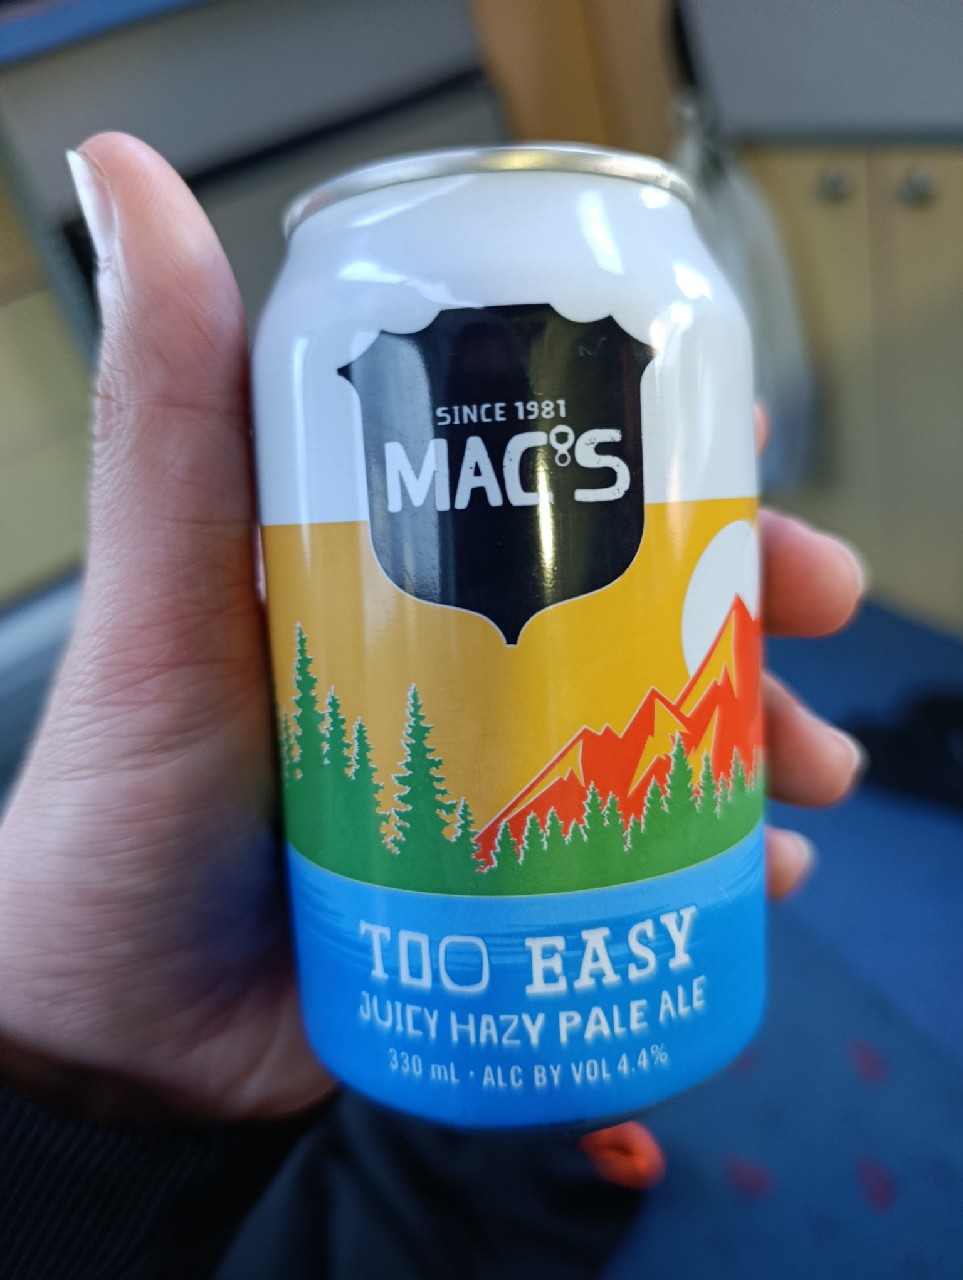 SINCE 1981
MAC'S
TOO EASY
JUICY HAZY PALE ALE
330 mL · ALC BY VOL 4.4%